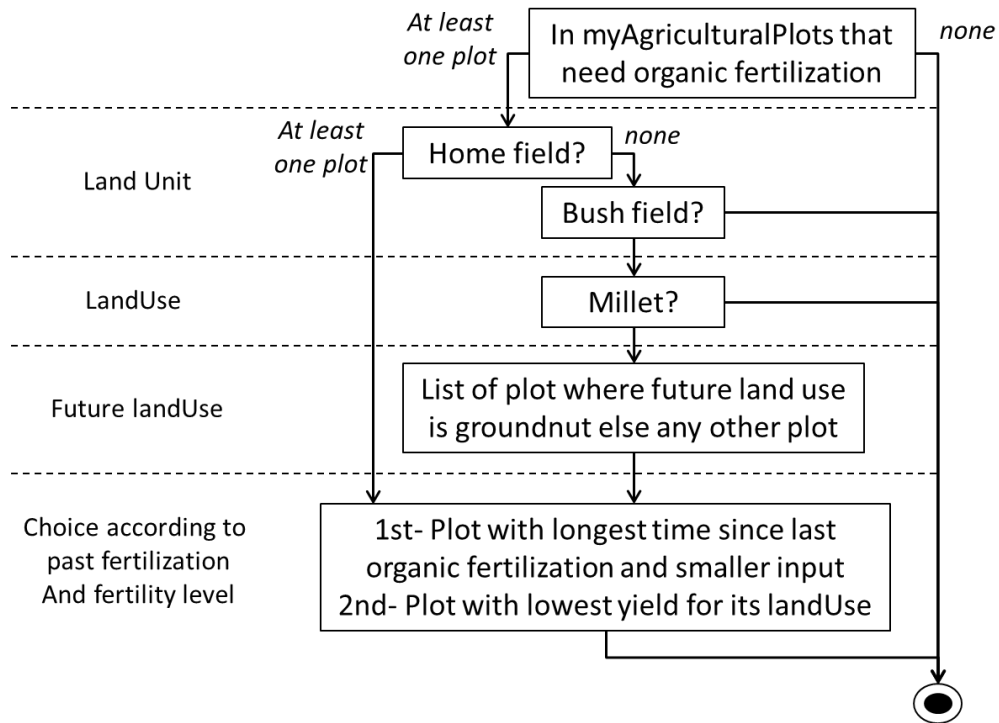 At least
one plot
In myAgriculturalPlots that
need organic fertilization
none
Land Unit
At least
one plot
Home field?
none
Bush field?
LandUse
Millet?
Future landUse
List of plot where future land use
is groundnut else any other plot
Choice according to
past fertilization
And fertility level
1st- Plot with longest time since last
organic fertilization and smaller input
2nd- Plot with lowest yield for its landUse